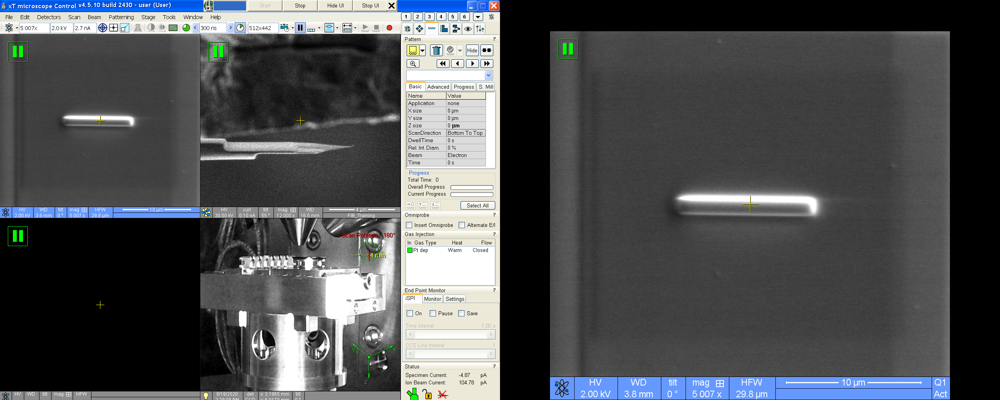 xT microscope Control v4.5.10 build 2430 - user (User)
Start
Stop
Hide UI
Stop UI
File Edit Detectors Scan Beam Patterning Stage Tools Window Help
1 2 3 4 5 6
5 007x 2.0 kV 2.7 nA 300 ns 512x442
Pattern ?
Hide
Basic Advanced Progress S. Mill
Name Value
Application none
X size 0 µm
Y size 0 µm
Z size 0 µm
ScanDirection Bottom To Top
DwellTime 0 s
Rel. Int. Diam. 0 %
Beam Electron
Time 0 s
Progress
Total Time: 0
Overall Progress
Current Progress
Select All
Omniprobe ?
Insert Omniprobe Alternate E/I
Gas Injection ?
In Gas Type Heat Flow
Pt dep Warm Closed
End Point Monitor ?
iSPI Monitor Settings
On Pause Save
Time Interval 1.00 s
CCS Line Interval 1
Status ?
Specimen Current: -4.87 pA
Ion Beam Current: 104.78 pA
HV WD tilt mag HFW 10 µm
2.00 kV 3.8 mm 0 ° 5 007 x 29.8 µm
HV curr tilt mag WD 4 µm
30.00 kV 0.10 nA 55 ° 12 000 x 16.5 mm FIB_Training
Scan Rotation I: 180°
4 mm
y
x
z
HV WD tilt mag HFW
6/18/2020 det x: 3.1965 mm tilt
HV WD tilt mag HFW 10 µm Q1
2.00 kV 3.8 mm 0 ° 5 007 x 29.8 µm Act